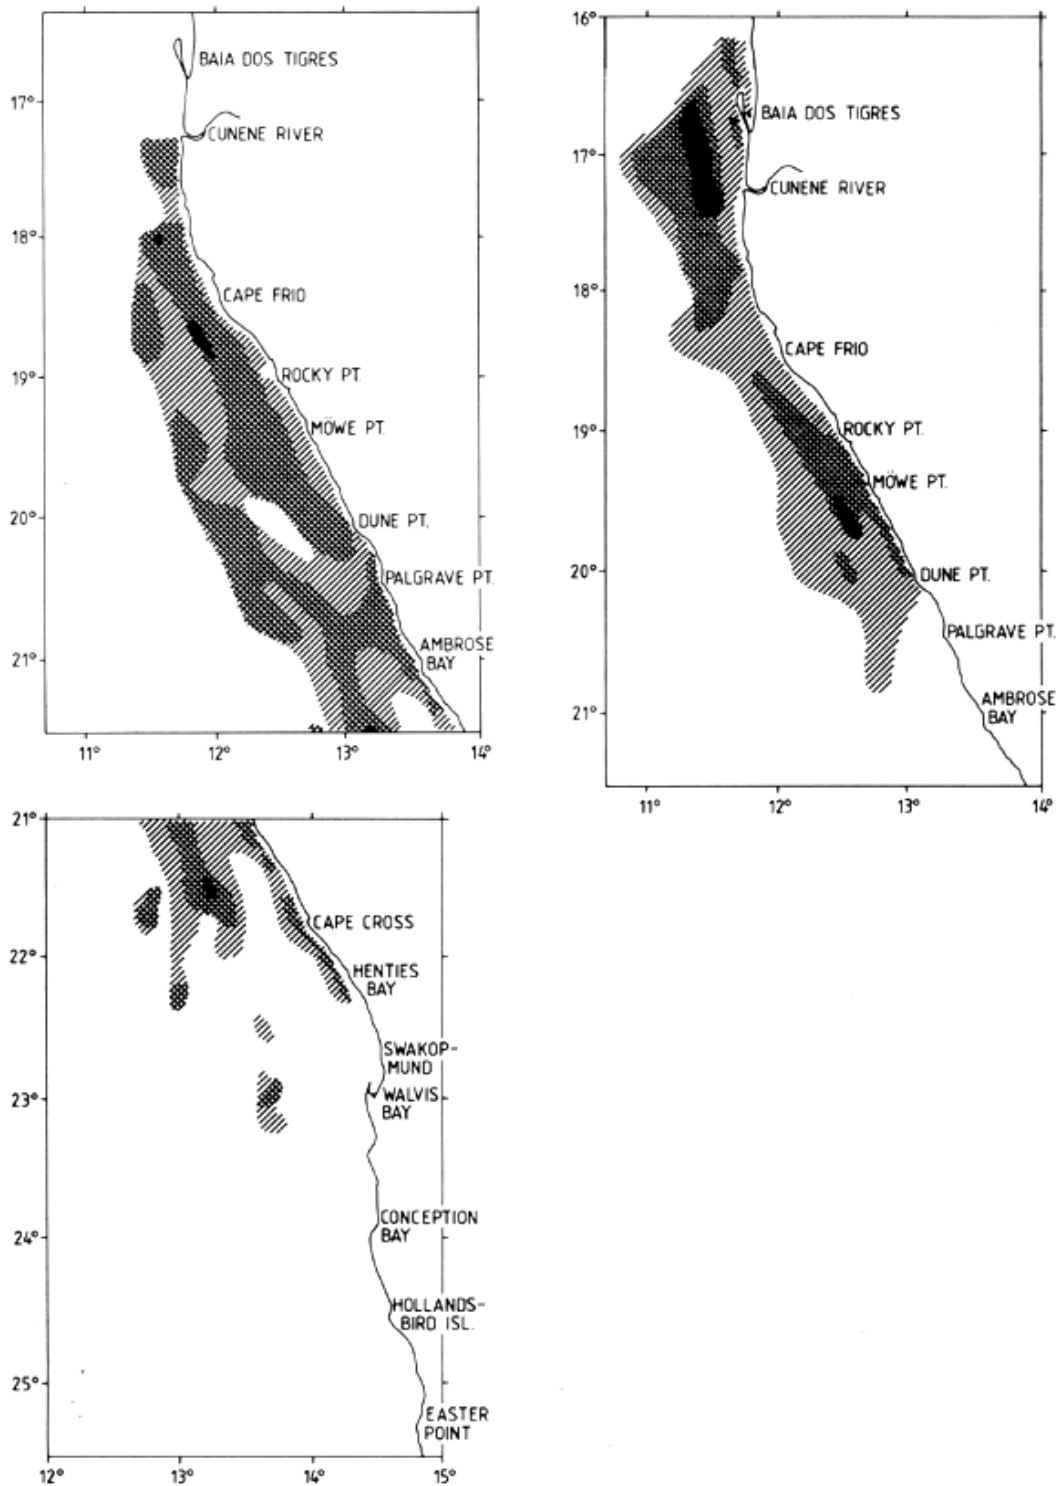 BAIA DOS TIGRES
17°
CUNENE RIVER
18°
CAPE FRIO
19°
ROCKY PT.
MÖWE PT.
20°
DUNE PT.
PALGRAVE PT.
21°
AMBROSE
BAY
11°
12°
13°
14°
16°
BAIA DOS TIGRES
17°
CUNENE RIVER
18°
CAPE FRIO
19°
ROCKY PT.
MÖWE PT.
20°
DUNE PT.
PALGRAVE PT.
21°
AMBROSE
BAY
11°
12°
13°
14°
21°
CAPE CROSS
22°
HENTIES
BAY
SWAKOP-
MUND
23°
WALVIS
BAY
24°
CONCEPTION
BAY
HOLLANDS-
BIRD ISL.
25°
EASTER
POINT
12°
13°
14°
15°